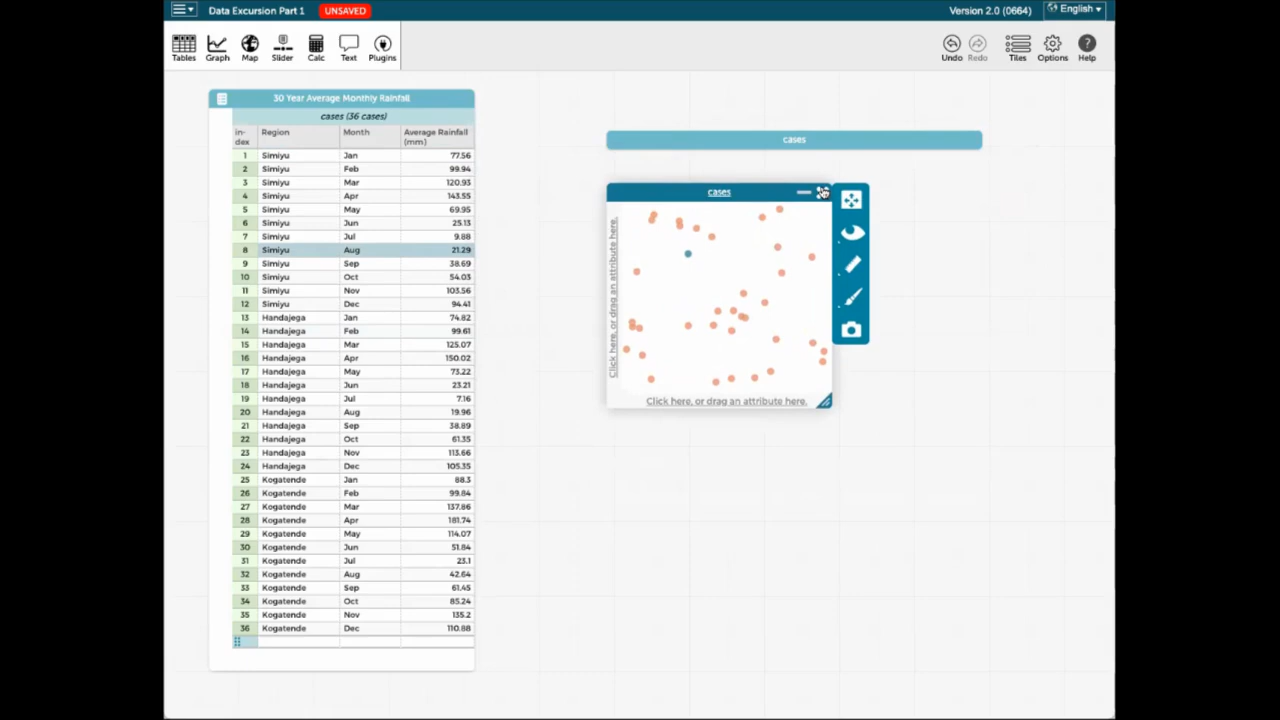 Data Excursion Part 1 UNSAVED Version 2.0 (0664) English
Tables Graph Map Slider Calc Text Plugins Undo Redo Tiles Options Help
30 Year Average Monthly Rainfall
cases (36 cases)
in-dex Region Month Average Rainfall (mm)
1 Simiyu Jan 77.56
2 Simiyu Feb 99.94
3 Simiyu Mar 120.93
4 Simiyu Apr 143.55
5 Simiyu May 69.95
6 Simiyu Jun 25.13
7 Simiyu Jul 9.88
8 Simiyu Aug 21.29
9 Simiyu Sep 38.69
10 Simiyu Oct 54.03
11 Simiyu Nov 103.56
12 Simiyu Dec 94.41
13 Handajega Jan 74.82
14 Handajega Feb 99.61
15 Handajega Mar 125.07
16 Handajega Apr 150.02
17 Handajega May 73.22
18 Handajega Jun 23.21
19 Handajega Jul 7.16
20 Handajega Aug 19.96
21 Handajega Sep 38.89
22 Handajega Oct 61.35
23 Handajega Nov 113.66
24 Handajega Dec 105.35
25 Kogatende Jan 88.3
26 Kogatende Feb 99.84
27 Kogatende Mar 137.86
28 Kogatende Apr 181.74
29 Kogatende May 114.07
30 Kogatende Jun 51.84
31 Kogatende Jul 23.1
32 Kogatende Aug 42.64
33 Kogatende Sep 61.45
34 Kogatende Oct 85.24
35 Kogatende Nov 135.2
36 Kogatende Dec 110.88
cases
cases
Click here, or drag an attribute here.
Click here, or drag an attribute here.